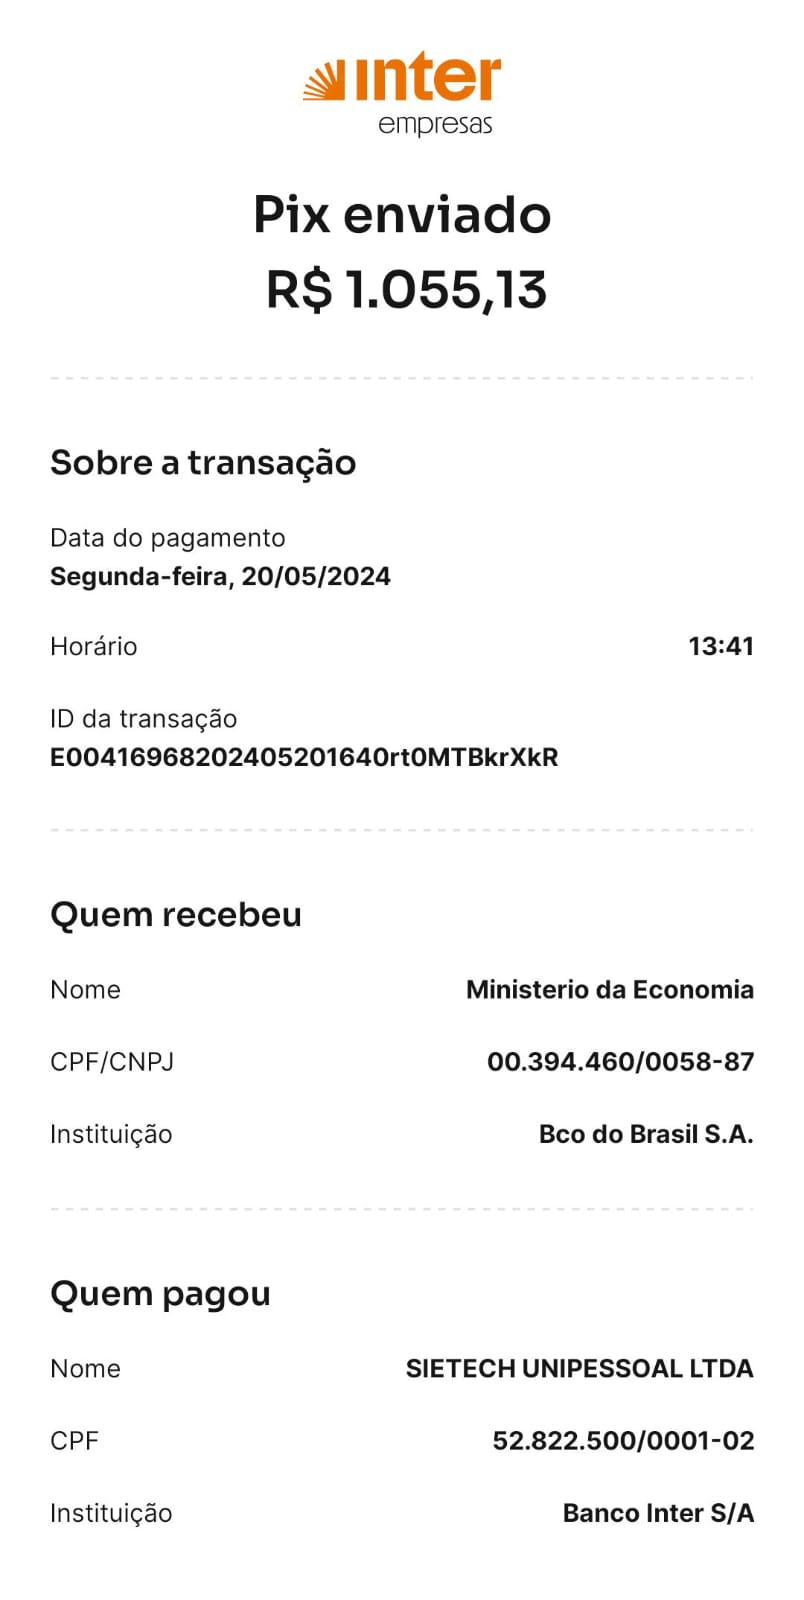 inter
empresas
Pix enviado
R$ 1.055,13
Sobre a transação
Data do pagamento
Segunda-feira, 20/05/2024
Horário 13:41
ID da transação
E00416968202405201640rt0MTBkrXkR
Quem recebeu
Nome Ministerio da Economia
CPF/CNPJ 00.394.460/0058-87
Instituição Bco do Brasil S.A.
Quem pagou
Nome SIETECH UNIPESSOAL LTDA
CPF 52.822.500/0001-02
Instituição Banco Inter S/A